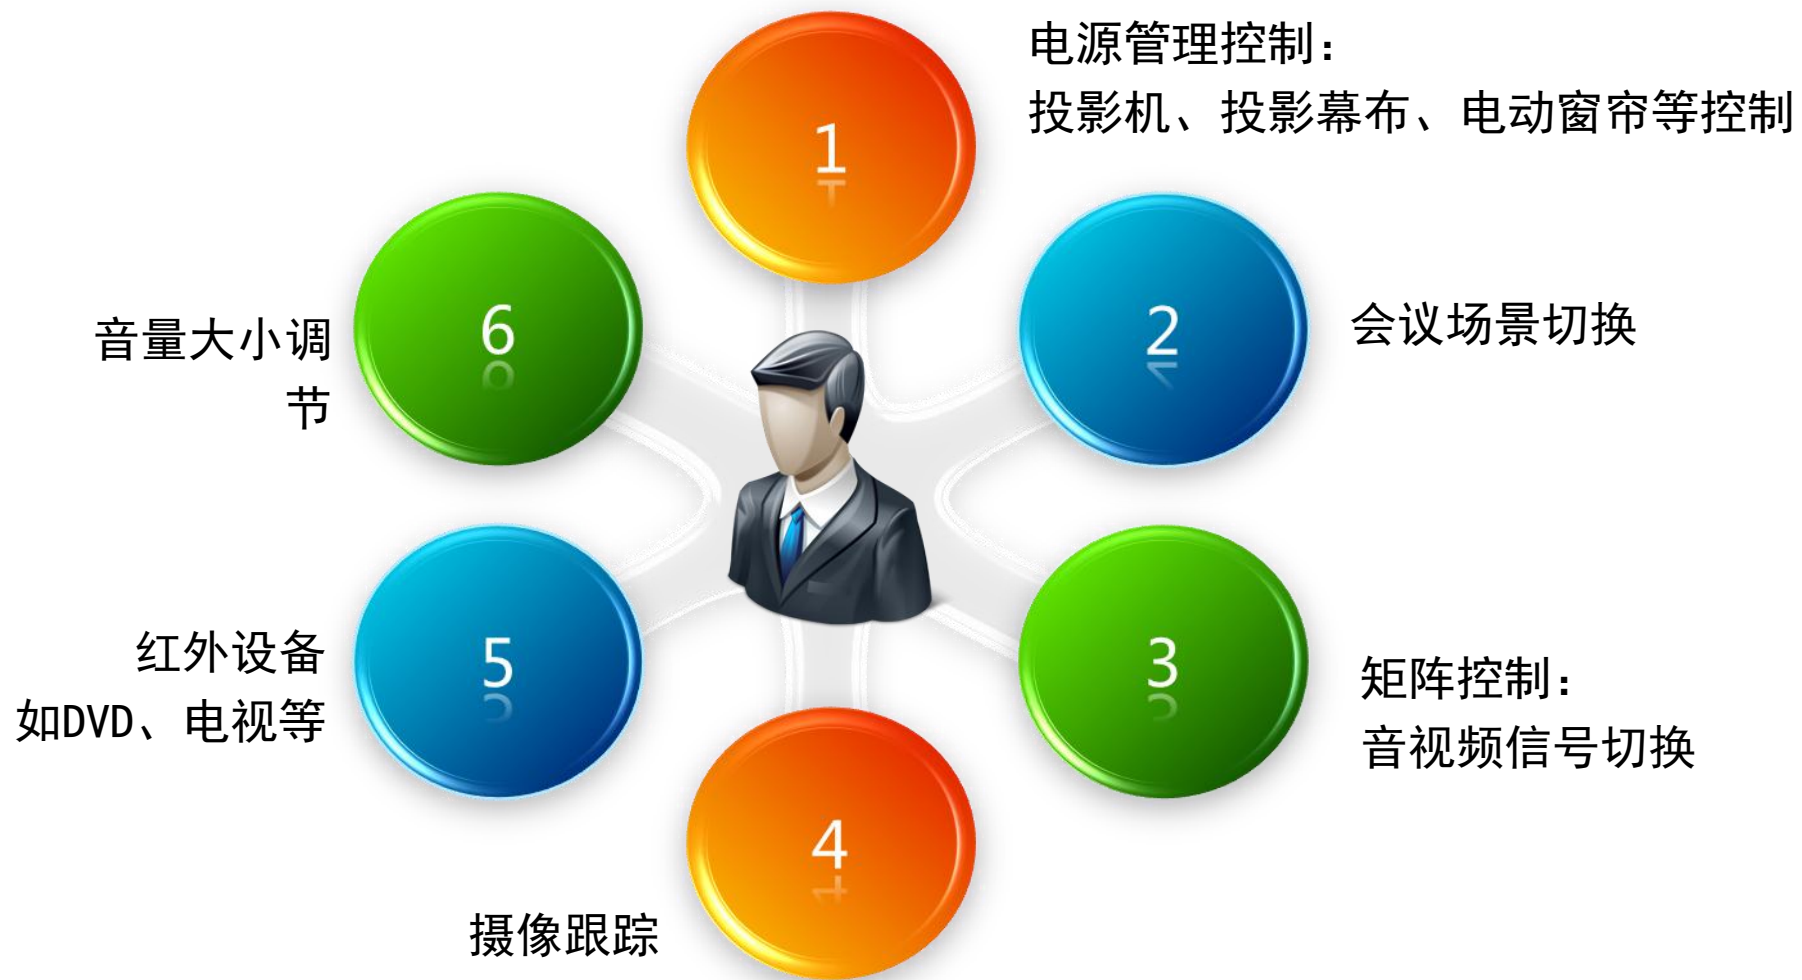 1
电源管理控制:
投影机、投影幕布、电动窗帘等控制
2
会议场景切换
3
矩阵控制:
音视频信号切换
4
摄像跟踪
5
红外设备
如DVD、电视等
6
音量大小调
节